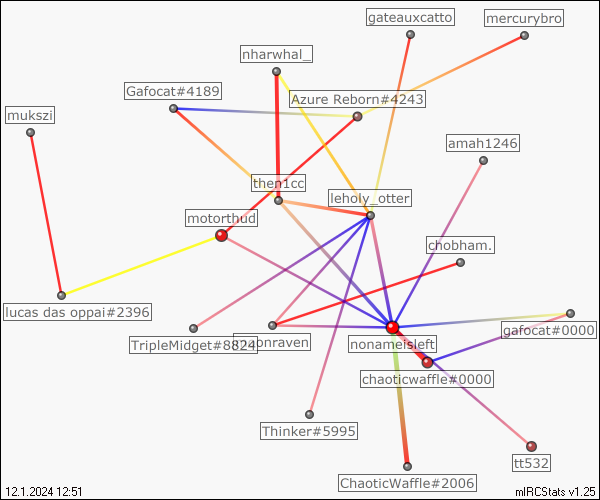 gateauxcatto
mercurybro
nharwhal_
Gafocat#4189
Azure Reborn#4243
mukszi
amah1246
then1cc
leholy_otter
motorthud
chobham.
lucas das oppai#2396
gafocat#0000
TripleMidget#8824
onraven
nonameisleft
chaoticwaffle#0000
Thinker#5995
tt532
ChaoticWaffle#2006
12.1.2024 12:51
mIRCStats v1.25